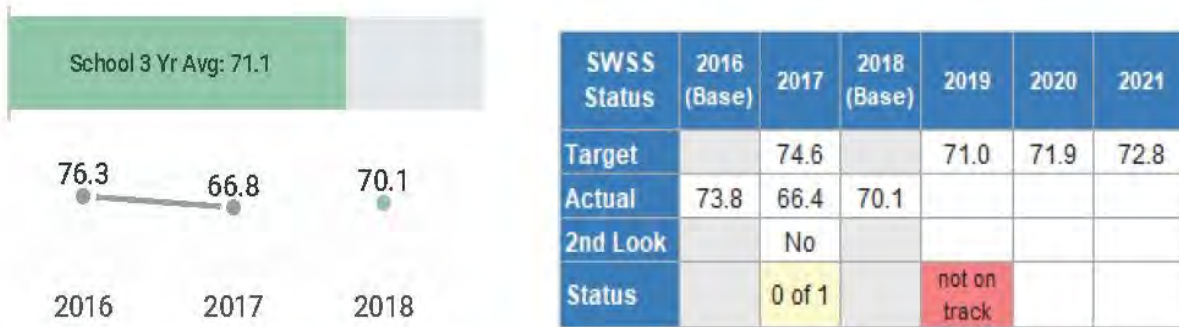 School 3 Yr Avg: 71.1
76.3 66.8 70.1
2016 2017 2018
SWSS Status 2016 (Base) 2017 2018 (Base) 2019 2020 2021
Target 74.6 71.0 71.9 72.8
Actual 73.8 66.4 70.1
2nd Look No
Status 0 of 1 not on track